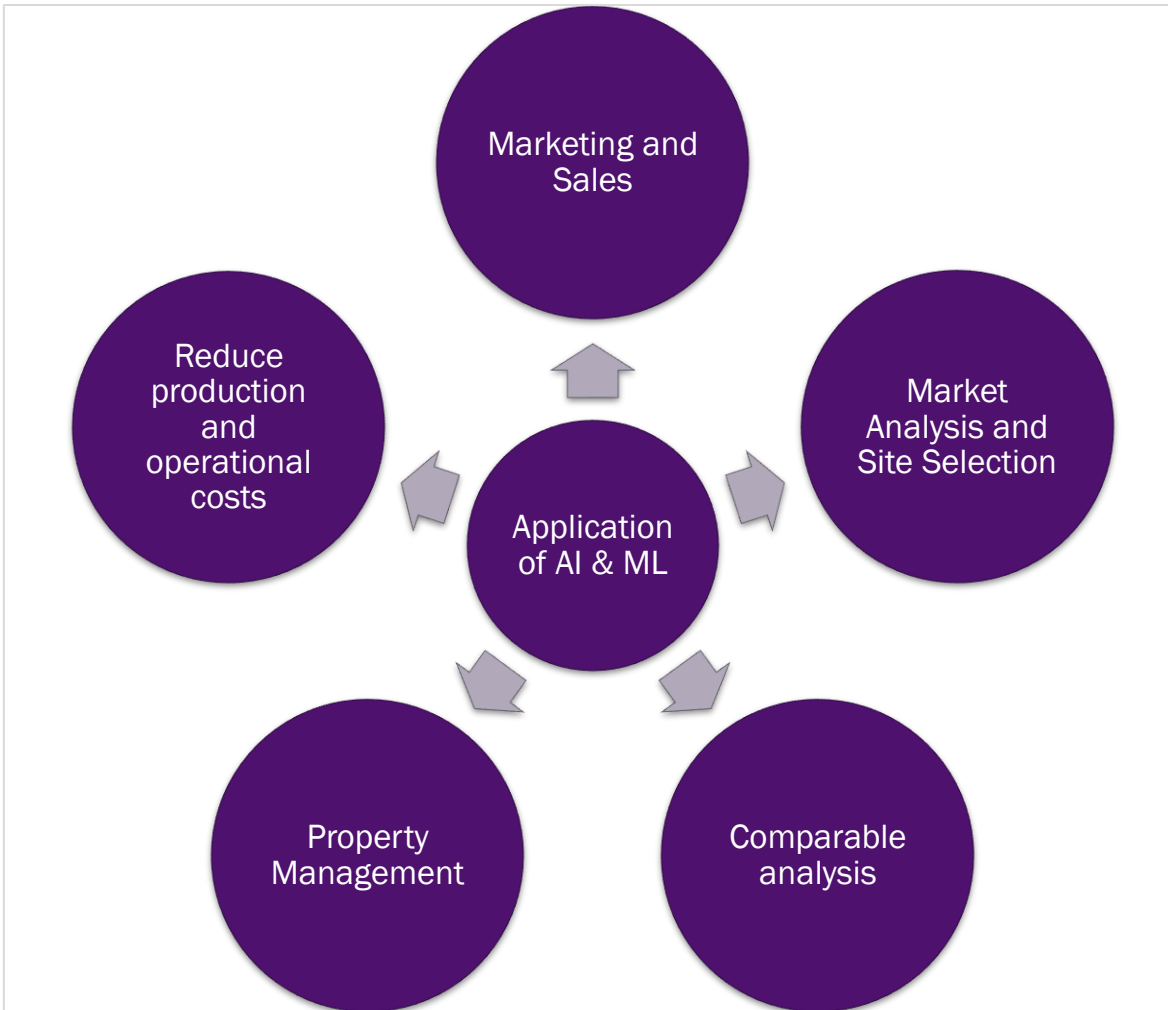 Marketing and
Sales
Reduce
production
and
operational
costs
Market
Analysis and
Site Selection
Application
of AI & ML
Property
Management
Comparable
analysis